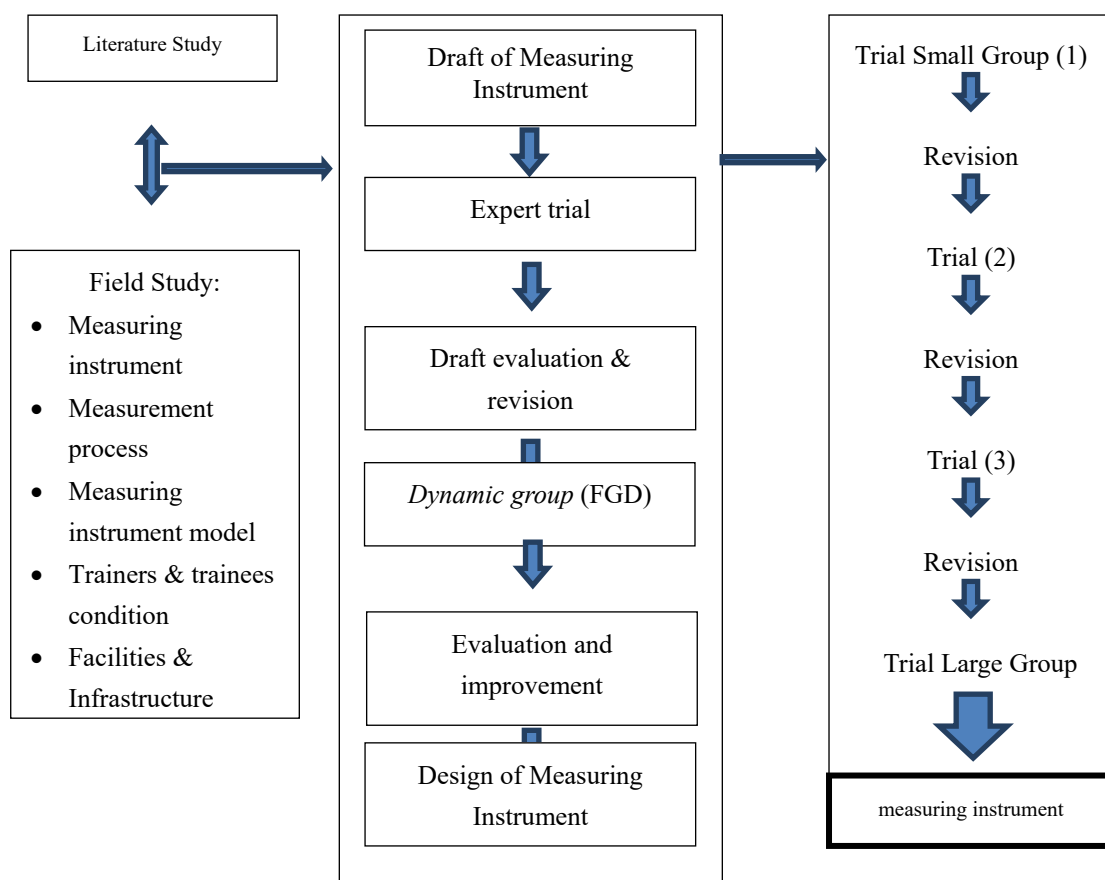 Literature Study
Field Study:
• Measuring
instrument
• Measurement
process
• Measuring
instrument model
• Trainers & trainees
condition
• Facilities &
Infrastructure
Draft of Measuring
Instrument
Expert trial
Draft evaluation &
revision
Dynamic group (FGD)
Evaluation and
improvement
Design of Measuring
Instrument
Trial Small Group (1)
Revision
Trial (2)
Revision
Trial (3)
Revision
Trial Large Group
measuring instrument